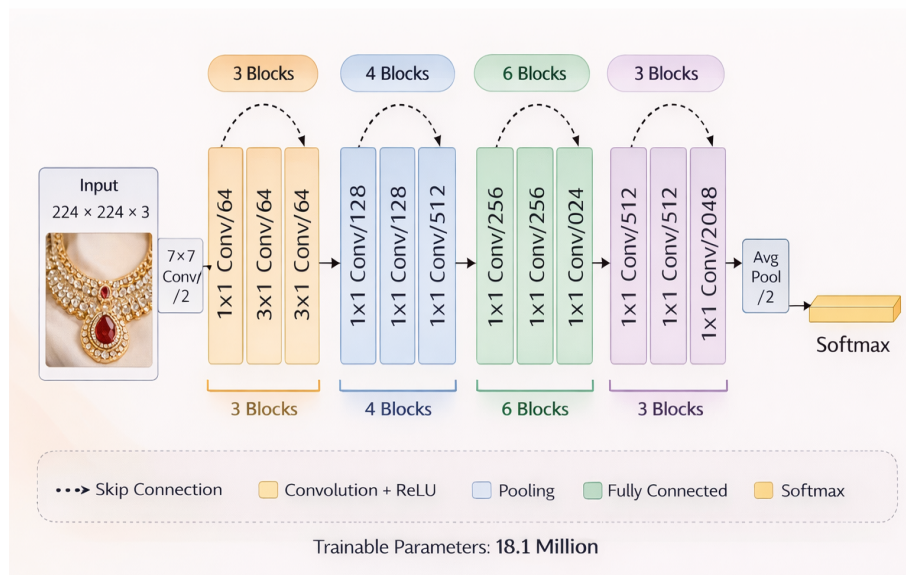 3 Blocks
4 Blocks
6 Blocks
3 Blocks
Input
224 × 224 × 3
7×7
Conv/
/2
1x1 Conv/64
3x1 Conv/64
3x1 Conv/64
1x1 Conv/128
1x1 Conv/128
1x1 Conv/512
1x1 Conv/256
1x1 Conv/256
1x1 Conv/024
1x1 Conv/512
1x1 Conv/512
1x1 Conv/2048
Avg
Pool
/2
Softmax
3 Blocks
4 Blocks
6 Blocks
3 Blocks
Skip Connection
Convolution + ReLU
Pooling
Fully Connected
Softmax
Trainable Parameters: 18.1 Million